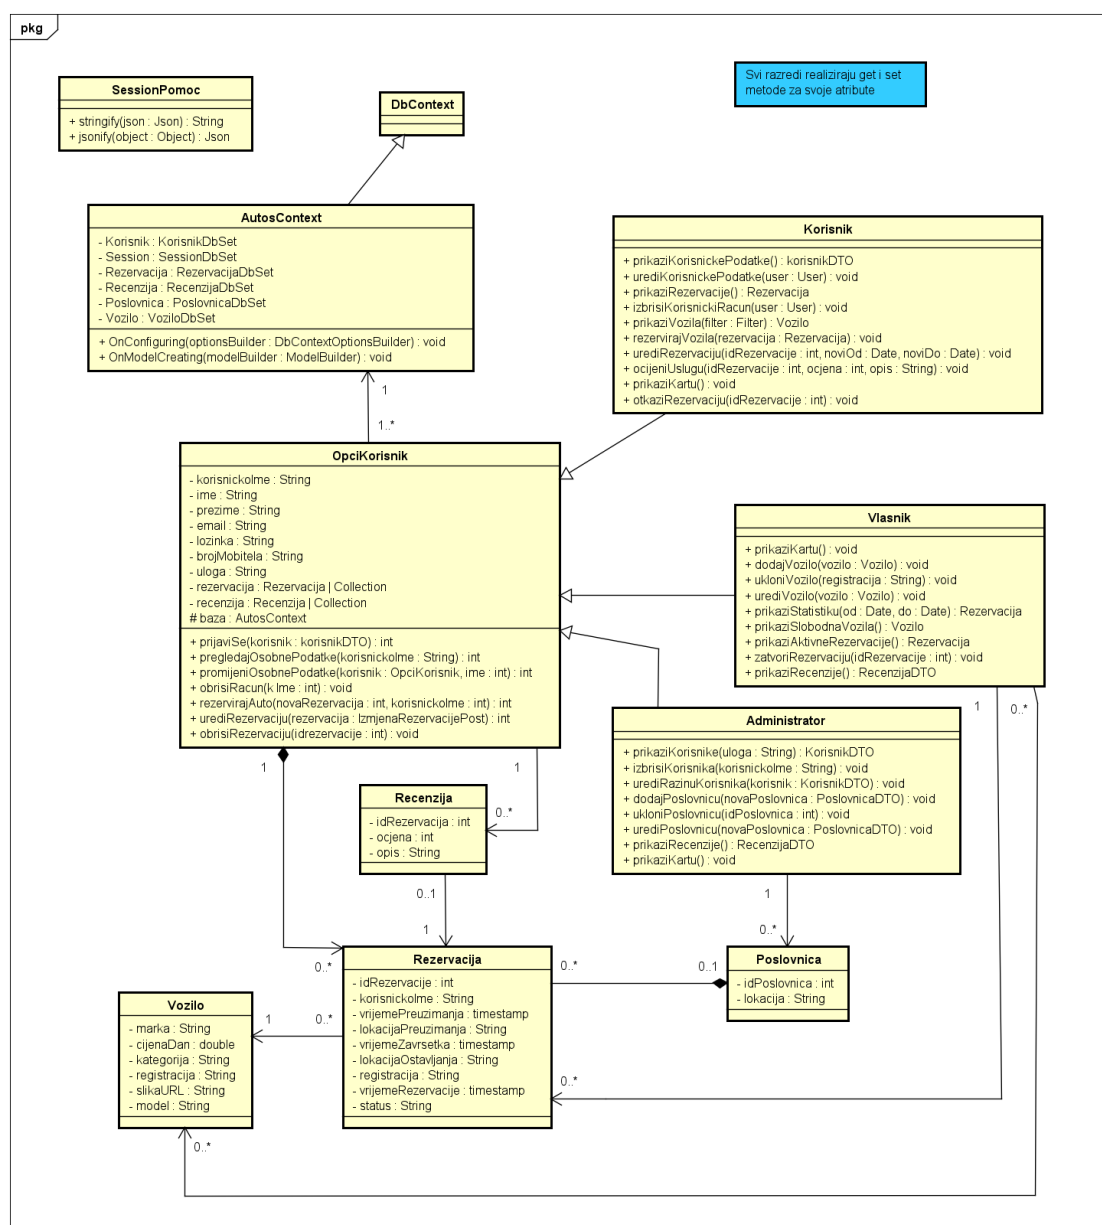 pkg
Svi razredi realiziraju get i set
metode za svoje atribute
SessionPomoc
+ stringify(json : Json) : String
+ jsonify(object : Object) : Json
DbContext
AutosContext
- Korisnik : KorisnikDbSet
- Session : SessionDbSet
- Rezervacija : RezervacijaDbSet
- Recenzija : RecenzijaDbSet
- Poslovnica : PoslovnicaDbSet
- Vozilo : VoziloDbSet
+ OnConfiguring(optionsBuilder : DbContextOptionsBuilder) : void
+ OnModelCreating(modelBuilder : ModelBuilder) : void
Korisnik
+ prikaziKorisnickePodatke() : korisnikDTO
+ urediKorisnickePodatke(user : User) : void
+ prikaziRezervacije() : Rezervacija
+ izbrisiKorisnickiRacun(user : User) : void
+ prikaziVozila(filter : Filter) : Vozilo
+ rezervirajVozila(rezervacija : Rezervacija) : void
+ urediRezervaciju(idRezervacije : int, noviOd : Date, noviDo : Date) : void
+ ocijeniUslugu(idRezervacije : int, ocjena : int, opis : String) : void
+ prikaziKartu() : void
+ otkaziRezervaciju(idRezervacije : int) : void
1
1..*
OpciKorisnik
- korisnickoIme : String
- ime : String
- prezime : String
- email : String
- lozinka : String
- brojMobitela : String
- uloga : String
- rezervacija : Rezervacija | Collection
- recenzija : Recenzija | Collection
# baza : AutosContext
+ prijaviSe(korisnik : korisnikDTO) : int
+ pregledajOsobnePodatke(korisnickoIme : String) : int
+ promijeniOsobnePodatke(korisnik : OpciKorisnik, ime : int) : int
+ obrisiRacun(k Ime : int) : void
+ rezervirajAuto(novaRezervacija : int, korisnickoIme : int) : int
+ urediRezervaciju(rezervacija : IzmjenaRezervacijePost) : int
+ obrisiRezervaciju(idrezervacije : int) : void
Vlasnik
+ prikaziKartu() : void
+ dodajVozilo(vozilo : Vozilo) : void
+ ukloniVozilo(registracija : String) : void
+ urediVozilo(vozilo : Vozilo) : void
+ prikaziStatistiku(od : Date, do : Date) : Rezervacija
+ prikaziSlobodnaVozila() : Vozilo
+ prikaziAktivneRezervacije() : Rezervacija
+ zatvoriRezervaciju(idRezervacije : int) : void
+ prikaziRecenzije() : RecenzijaDTO
1
0..*
Administrator
+ prikaziKorisnike(uloga : String) : KorisnikDTO
+ izbrisiKorisnika(korisnickoIme : String) : void
+ urediRazinuKorisnika(korisnik : KorisnikDTO) : void
+ dodajPoslovnicu(novaPoslovnica : PoslovnicaDTO) : void
+ ukloniPoslovnicu(idPoslovnica : int) : void
+ urediPoslovnicu(novaPoslovnica : PoslovnicaDTO) : void
+ prikaziRecenzije() : RecenzijaDTO
+ prikaziKartu() : void
1
1
0..*
Recenzija
- idRezervacija : int
- ocjena : int
- opis : String
0..1
1
1
0..*
0..*
Rezervacija
- idRezervacije : int
- korisnickoIme : String
- vrijemePreuzimanja : timestamp
- lokacijaPreuzimanja : String
- vrijemeZavrsetka : timestamp
- lokacijaOstavljanja : String
- registracija : String
- vrijemeRezervacije : timestamp
- status : String
0..*
0..1
Poslovnica
- idPoslovnica : int
- lokacija : String
Vozilo
- marka : String
- cijenaDan : double
- kategorija : String
- registracija : String
- slikaURL : String
- model : String
1
0..*
0..*
0..*